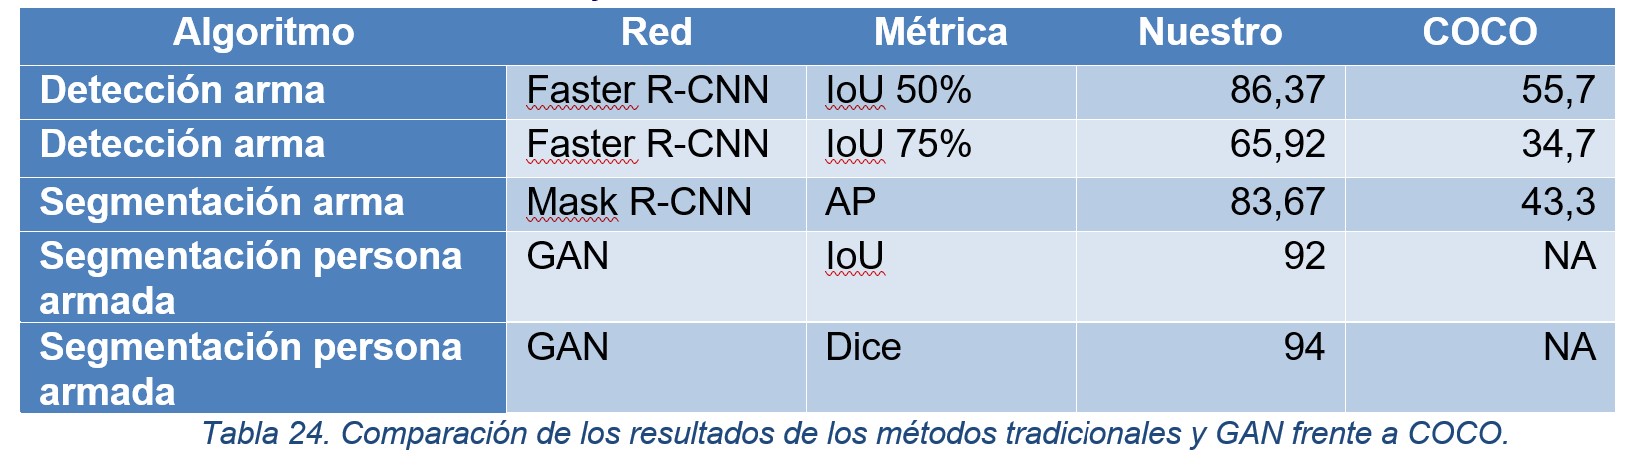 Algoritmo Red Métrica Nuestro COCO
Detección arma Faster R-CNN IoU 50% 86,37 55,7
Detección arma Faster R-CNN IoU 75% 65,92 34,7
Segmentación arma Mask R-CNN AP 83,67 43,3
Segmentación persona GAN IoU 92 NA
armada
Segmentación persona GAN Dice 94 NA
armada
Tabla 24. Comparación de los resultados de los métodos tradicionales y GAN frente a COCO.